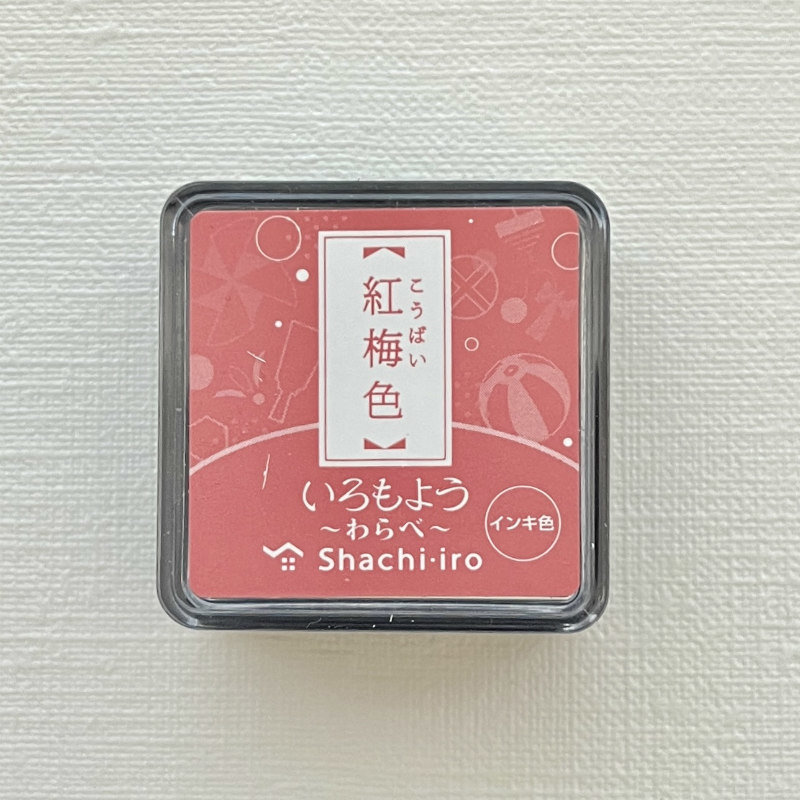 【紅梅色】
こうばい
いろもよう
～わらべ～
インキ色
Shachi・iro